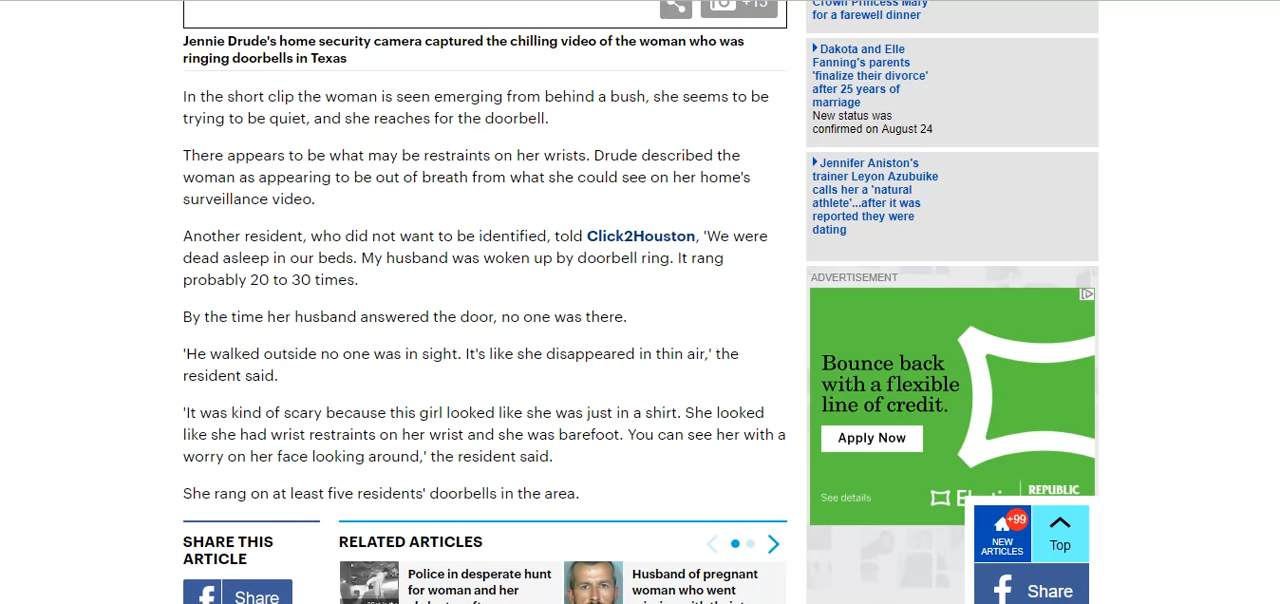 +15
Jennie Drude's home security camera captured the chilling video of the woman who was
ringing doorbells in Texas
In the short clip the woman is seen emerging from behind a bush, she seems to be
trying to be quiet, and she reaches for the doorbell.
There appears to be what may be restraints on her wrists. Drude described the
woman as appearing to be out of breath from what she could see on her home's
surveillance video.
Another resident, who did not want to be identified, told Click2Houston, 'We were
dead asleep in our beds. My husband was woken up by doorbell ring. It rang
probably 20 to 30 times.
By the time her husband answered the door, no one was there.
'He walked outside no one was in sight. It's like she disappeared in thin air,' the
resident said.
'It was kind of scary because this girl looked like she was just in a shirt. She looked
like she had wrist restraints on her wrist and she was barefoot. You can see her with a
worry on her face looking around,' the resident said.
She rang on at least five residents' doorbells in the area.
SHARE THIS
ARTICLE
Share
RELATED ARTICLES
Police in desperate hunt
for woman and her
Husband of pregnant
woman who went
Crown Princess Mary
for a farewell dinner
Dakota and Elle
Fanning's parents
'finalize their divorce'
after 25 years of
marriage
New status was
confirmed on August 24
Jennifer Aniston's
trainer Leyon Azubuike
calls her a 'natural
athlete'...after it was
reported they were
dating
ADVERTISEMENT
Bounce back
with a flexible
line of credit.
Apply Now
See details
REPUBLIC
+99
NEW
ARTICLES
Top
Share